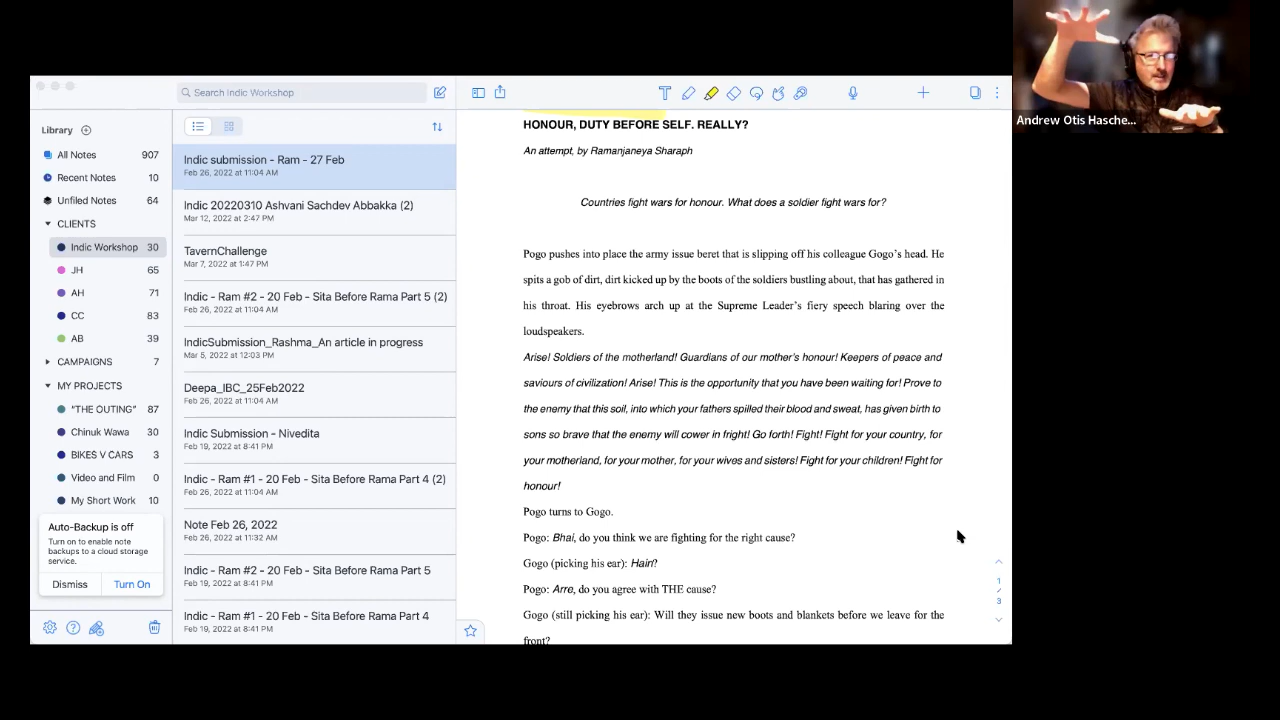 Search Indic Workshop
Library
All Notes 907
Recent Notes 10
Unfiled Notes 64
CLIENTS
Indic Workshop 30
JH 65
AH 71
CC 83
AB 39
CAMPAIGNS 7
MY PROJECTS
“THE OUTING” 87
Chinuk Wawa 30
BIKES V CARS 3
Video and Film 0
My Short Work 10
Auto-Backup is off
Turn on to enable note
backups to a cloud storage
service.
Dismiss Turn On
Indic submission - Ram - 27 Feb
Feb 26, 2022 at 11:04 AM
Indic 20220310 Ashvani Sachdev Abbakka (2)
Mar 12, 2022 at 2:47 PM
TavernChallenge
Mar 7, 2022 at 1:47 PM
Indic - Ram #2 - 20 Feb - Sita Before Rama Part 5 (2)
Feb 26, 2022 at 11:04 AM
IndicSubmission_Rashma_An article in progress
Mar 5, 2022 at 12:03 PM
Deepa_IBC_25Feb2022
Feb 26, 2022 at 11:04 AM
Indic Submission - Nivedita
Feb 19, 2022 at 8:41 PM
Indic - Ram #1 - 20 Feb - Sita Before Rama Part 4 (2)
Feb 26, 2022 at 11:04 AM
Note Feb 26, 2022
Feb 26, 2022 at 11:32 AM
Indic - Ram #2 - 20 Feb - Sita Before Rama Part 5
Feb 19, 2022 at 8:41 PM
Indic - Ram #1 - 20 Feb - Sita Before Rama Part 4
Feb 19, 2022 at 8:41 PM
HONOUR, DUTY BEFORE SELF. REALLY?
An attempt, by Ramanjaneya Sharaph
Countries fight wars for honour. What does a soldier fight wars for?
Pogo pushes into place the army issue beret that is slipping off his colleague Gogo’s head. He
spits a gob of dirt, dirt kicked up by the boots of the soldiers bustling about, that has gathered in
his throat. His eyebrows arch up at the Supreme Leader’s fiery speech blaring over the
loudspeakers.
Arise! Soldiers of the motherland! Guardians of our mother’s honour! Keepers of peace and
saviours of civilization! Arise! This is the opportunity that you have been waiting for! Prove to
the enemy that this soil, into which your fathers spilled their blood and sweat, has given birth to
sons so brave that the enemy will cower in fright! Go forth! Fight! Fight for your country, for
your motherland, for your mother, for your wives and sisters! Fight for your children! Fight for
honour!
Pogo turns to Gogo.
Pogo: Bhai, do you think we are fighting for the right cause?
Gogo (picking his ear): Hain?
Pogo: Arre, do you agree with THE cause?
Gogo (still picking his ear): Will they issue new boots and blankets before we leave for the
front?
1
/
3
Andrew Otis Hasche...